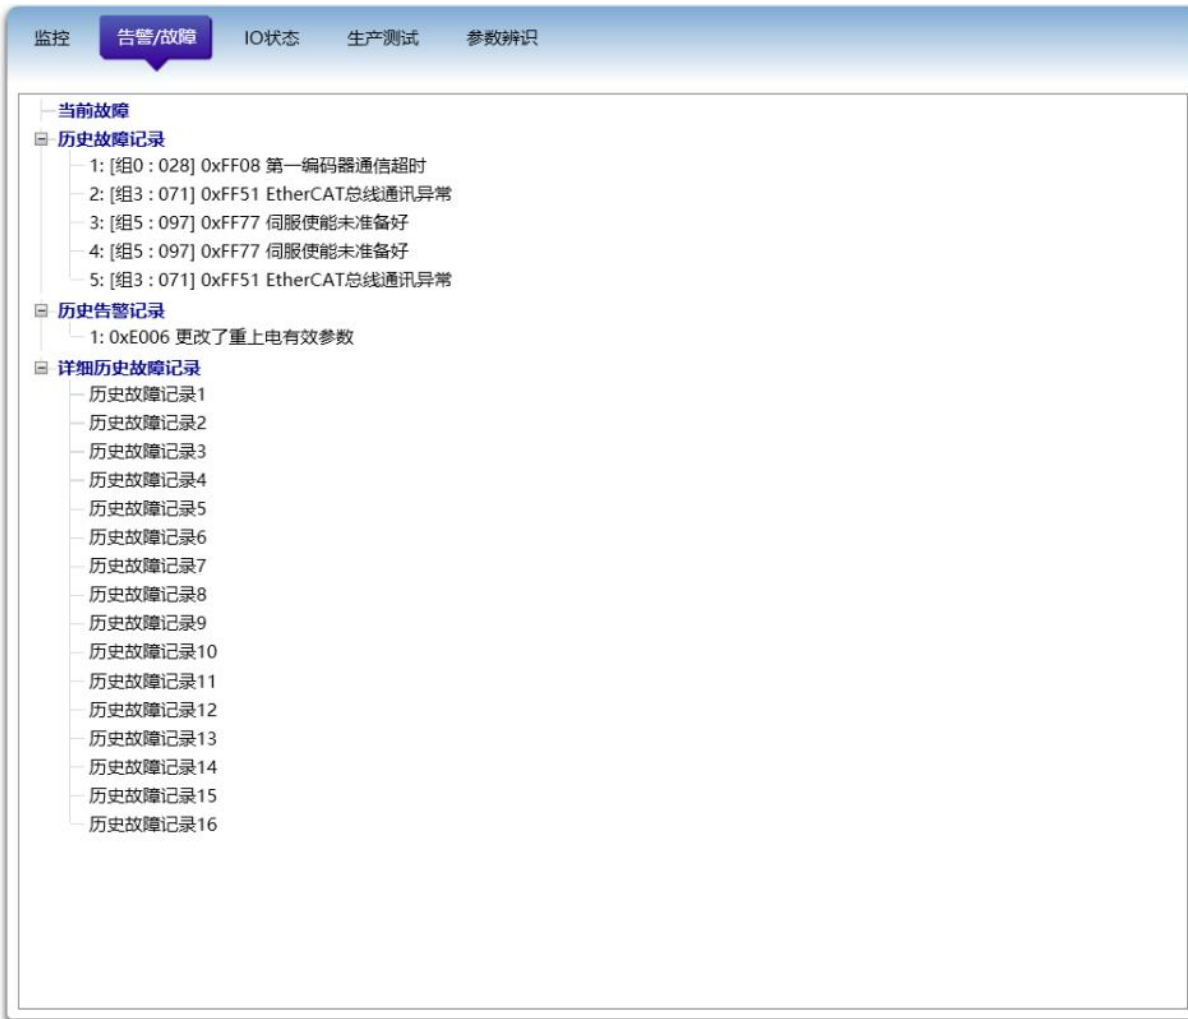 监控 告警/故障 IO状态 生产测试 参数辨识
当前故障
历史故障记录
1: [组0 : 028] 0xFF08 第一编码器通信超时
2: [组3 : 071] 0xFF51 EtherCAT总线通讯异常
3: [组5 : 097] 0xFF77 伺服使能未准备好
4: [组5 : 097] 0xFF77 伺服使能未准备好
5: [组3 : 071] 0xFF51 EtherCAT总线通讯异常
历史告警记录
1: 0xE006 更改了重上电有效参数
详细历史故障记录
历史故障记录1
历史故障记录2
历史故障记录3
历史故障记录4
历史故障记录5
历史故障记录6
历史故障记录7
历史故障记录8
历史故障记录9
历史故障记录10
历史故障记录11
历史故障记录12
历史故障记录13
历史故障记录14
历史故障记录15
历史故障记录16